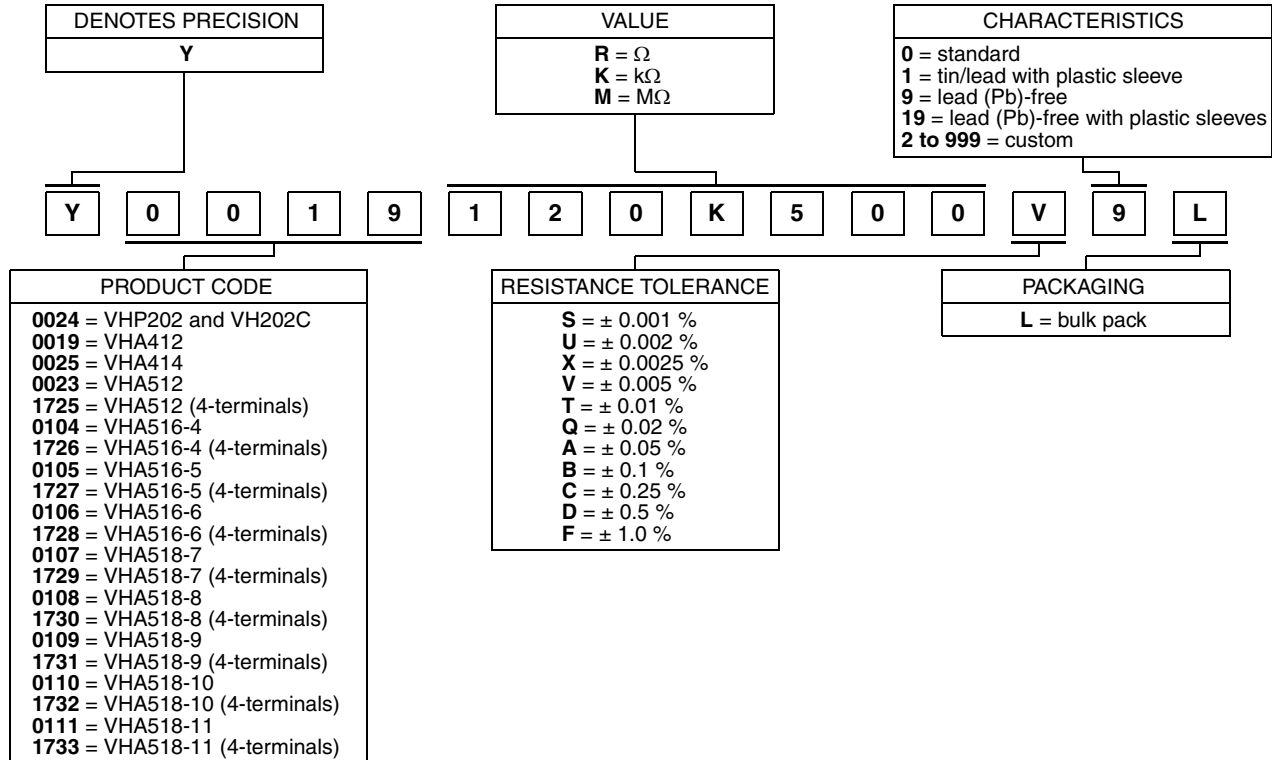 DENOTES PRECISION
Y
VALUE
R = Ω
K = kΩ
M = MΩ
CHARACTERISTICS
0 = standard
1 = tin/lead with plastic sleeve
9 = lead (Pb)-free
19 = lead (Pb)-free with plastic sleeves
2 to 999 = custom
Y 0 0 1 9 1 2 0 K 5 0 0 V 9 L
PRODUCT CODE
0024 = VHP202 and VH202C
0019 = VHA412
0025 = VHA414
0023 = VHA512
1725 = VHA512 (4-terminals)
0104 = VHA516-4
1726 = VHA516-4 (4-terminals)
0105 = VHA516-5
1727 = VHA516-5 (4-terminals)
0106 = VHA516-6
1728 = VHA516-6 (4-terminals)
0107 = VHA518-7
1729 = VHA518-7 (4-terminals)
0108 = VHA518-8
1730 = VHA518-8 (4-terminals)
0109 = VHA518-9
1731 = VHA518-9 (4-terminals)
0110 = VHA518-10
1732 = VHA518-10 (4-terminals)
0111 = VHA518-11
1733 = VHA518-11 (4-terminals)
RESISTANCE TOLERANCE
S = ± 0.001 %
U = ± 0.002 %
X = ± 0.0025 %
V = ± 0.005 %
T = ± 0.01 %
Q = ± 0.02 %
A = ± 0.05 %
B = ± 0.1 %
C = ± 0.25 %
D = ± 0.5 %
F = ± 1.0 %
PACKAGING
L = bulk pack